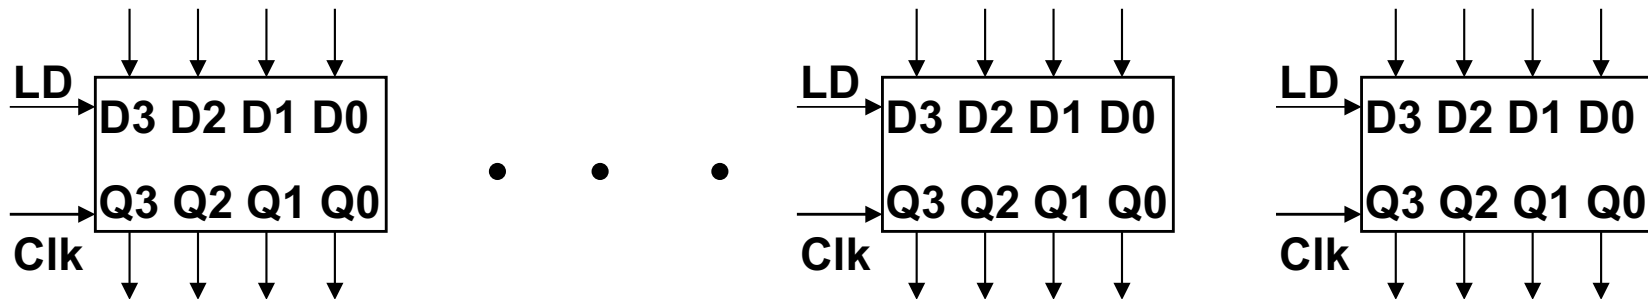 LD LD LD
D3 D2 D1 D0 D3 D2 D1 D0 D3 D2 D1 D0
Q3 Q2 Q1 Q0 Q3 Q2 Q1 Q0 Q3 Q2 Q1 Q0
Clk Clk Clk